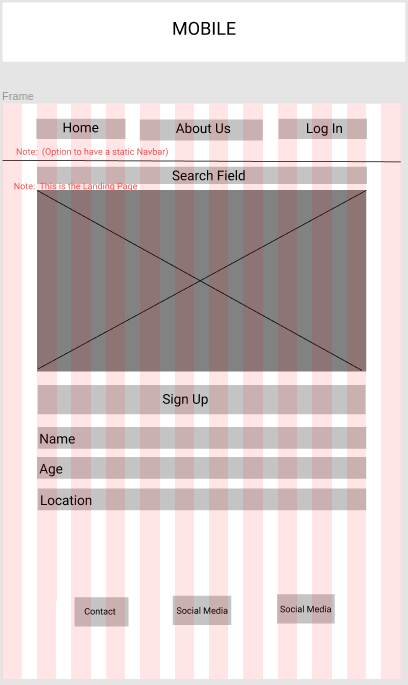 MOBILE
Frame
Home About Us Log In
Note: (Option to have a static Navbar)
Search Field
Note: This is the Landing Page
Sign Up
Name
Age
Location
Contact Social Media Social Media